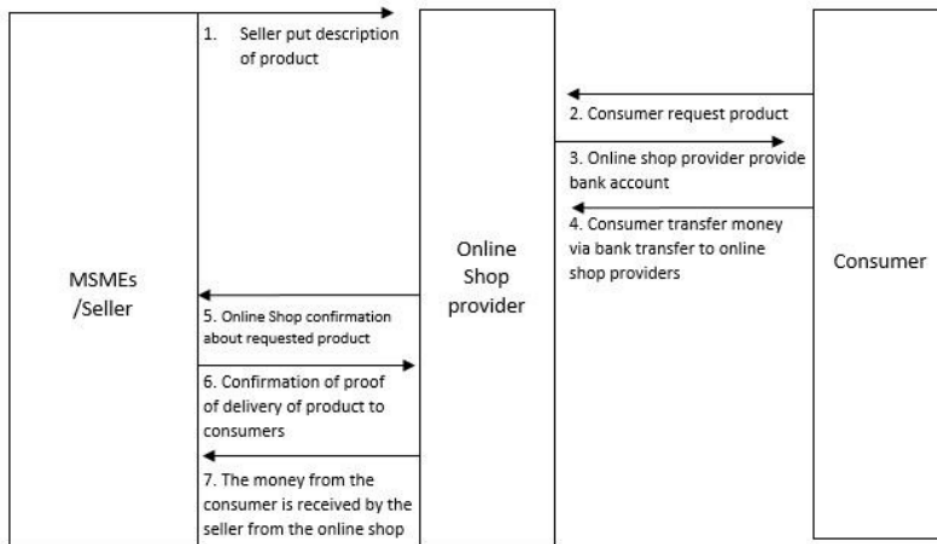 1. Seller put description
of product
2. Consumer request product
3. Online shop provider provide
bank account
4. Consumer transfer money
via bank transfer to online
shop providers
MSMEs
/Seller
Online
Shop
provider
Consumer
5. Online Shop confirmation
about requested product
6. Confirmation of proof
of delivery of product to
consumers
7. The money from the
consumer is received by the
seller from the online shop